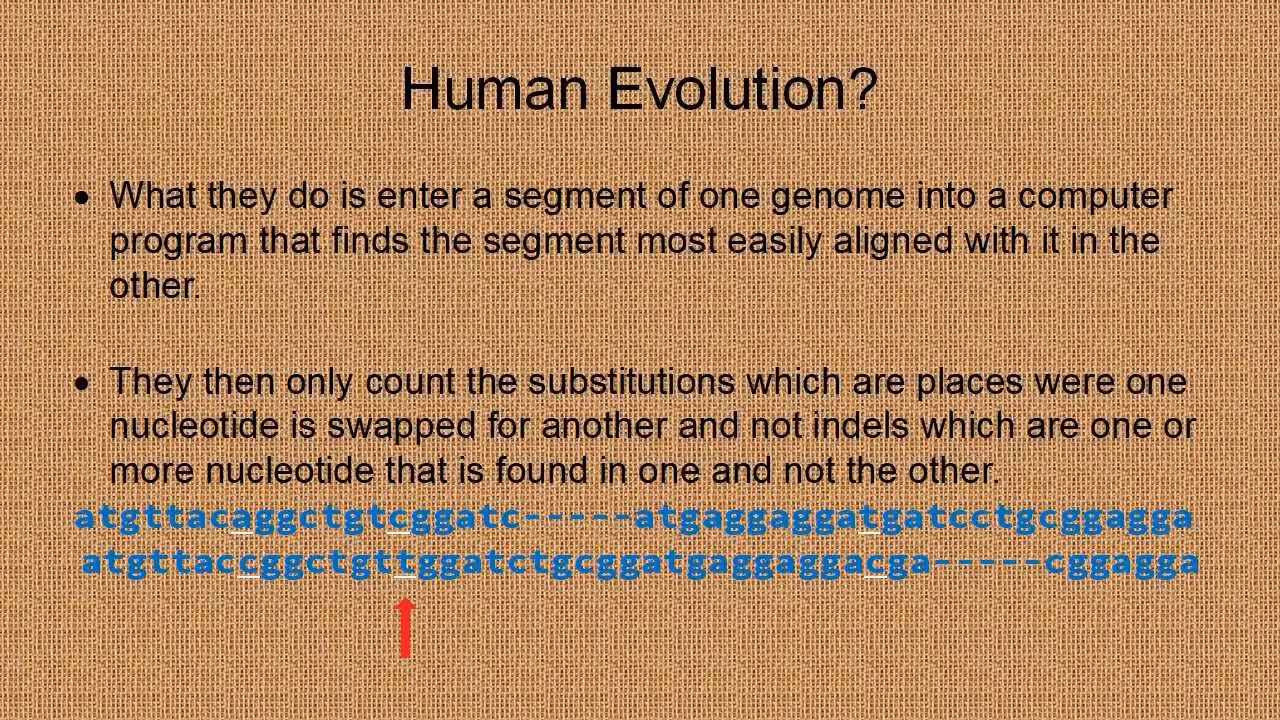 Human Evolution?
• What they do is enter a segment of one genome into a computer
program that finds the segment most easily aligned with it in the
other.
• They then only count the substitutions which are places were one
nucleotide is swapped for another and not indels which are one or
more nucleotide that is found in one and not the other.
atgttacaggctgtcggatc-----atgaggaggatgatcctgcggagga
atgttaccggctgttggatctgcggatgaggaggacga-----cggagga